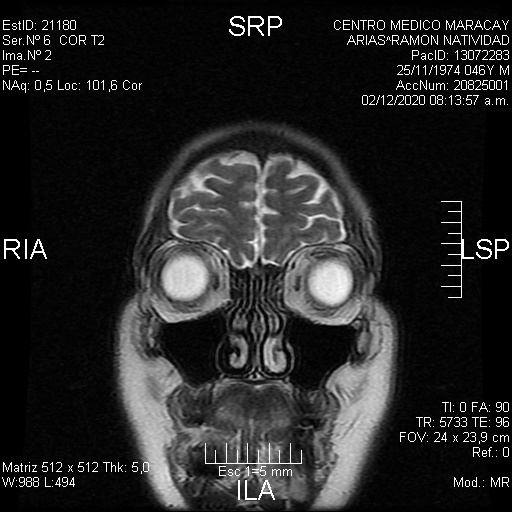 EstID: 21180
Ser.Nº 6 COR T2
Ima.Nº 2
PE= --
NAq: 0,5 Loc: 101,6 Cor
SRP
CENTRO MEDICO MARACAY
ARIAS^RAMON NATIVIDAD
PacID: 13072283
25/11/1974 046Y M
AccNum: 20825001
02/12/2020 08:13:57 a.m.
RIA
LSP
TI: 0 FA: 90
TR: 5733 TE: 96
FOV: 24 x 23,9 cm
Ref.: 0
Matriz 512 x 512 Thk: 5,0
W:988 L:494
Esc 1=5 mm
ILA
Mod.: MR